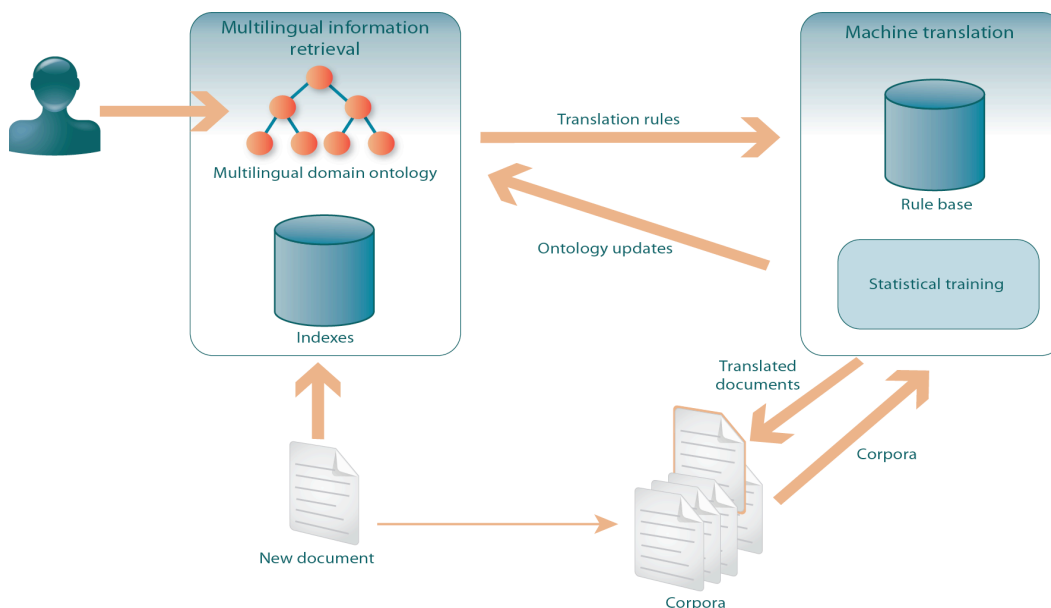 Multilingual information
retrieval
Multilingual domain ontology
Indexes
Translation rules
Ontology updates
Machine translation
Rule base
Statistical training
Translated
documents
Corpora
New document
Corpora